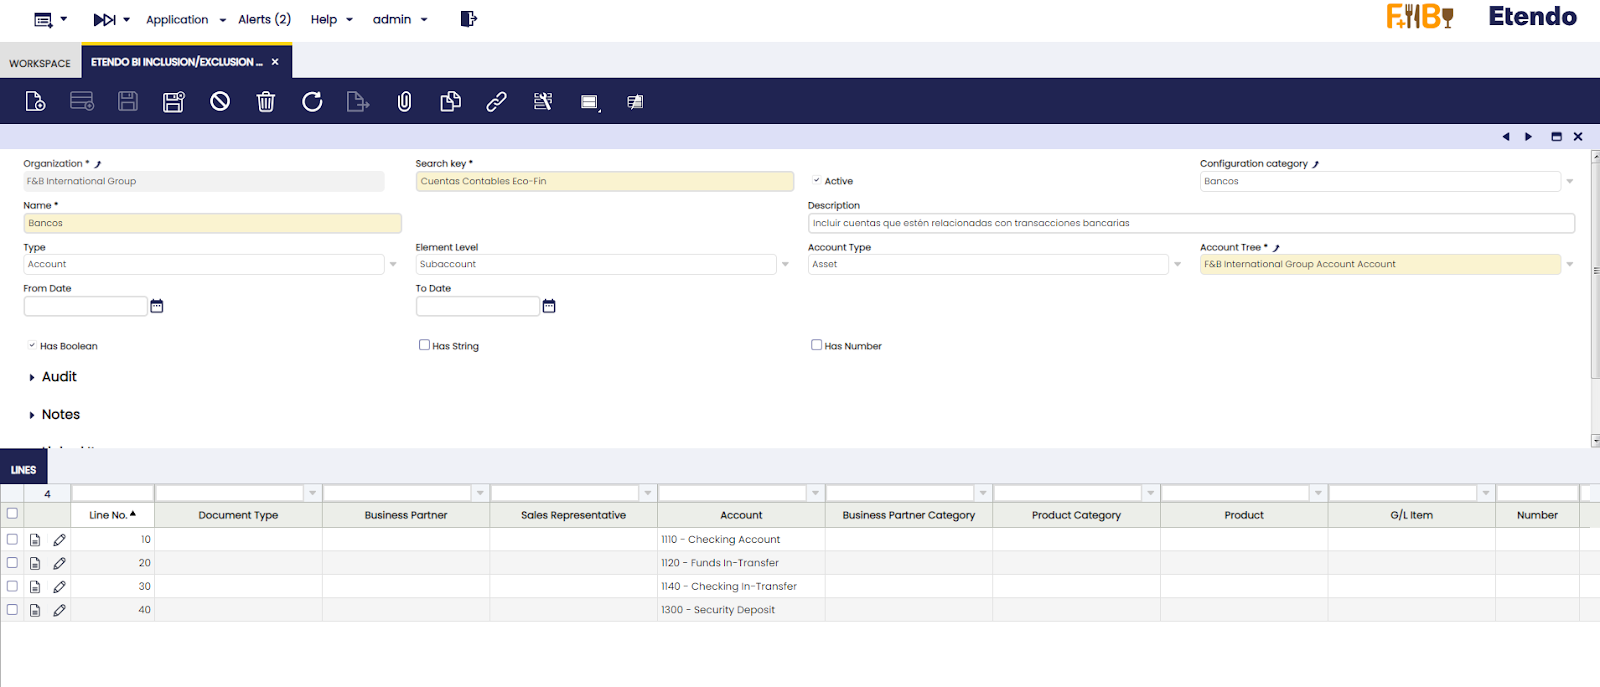 Application Alerts (2) Help admin F&B Etendo
WORKSPACE ETENDO BI INCLUSION/EXCLUSION ...
Organization * Search key * Configuration category
F&B International Group Cuentas Contables Eco-Fin Active Bancos
Name * Description
Bancos Incluir cuentas que estén relacionadas con transacciones bancarias
Type Element Level Account Type Account Tree *
Account Subaccount Asset F&B International Group Account Account
From Date To Date
Has Boolean Has String Has Number
Audit
Notes
LINES
4
Line No. Document Type Business Partner Sales Representative Account Business Partner Category Product Category Product G/L Item Number
10 1110 - Checking Account
20 1120 - Funds In-Transfer
30 1140 - Checking In-Transfer
40 1300 - Security Deposit